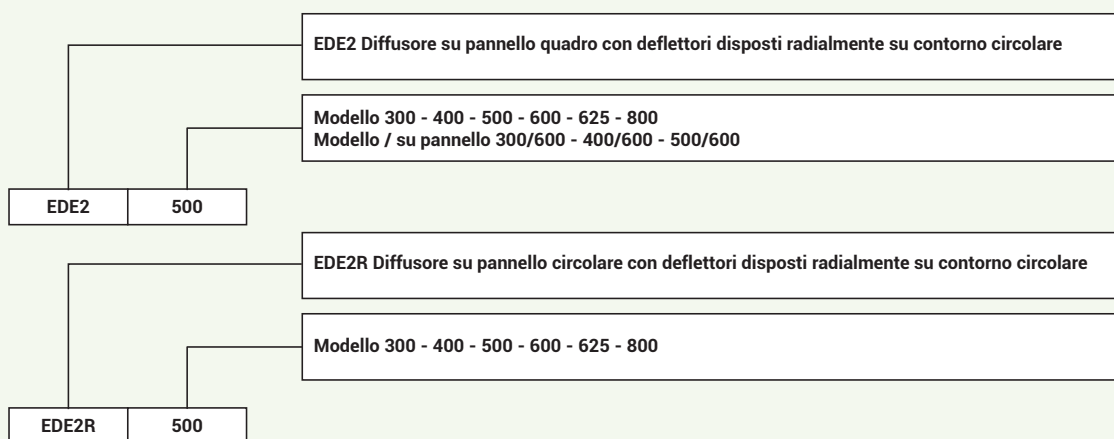 EDE2 Diffusore su pannello quadro con deflettori disposti radialmente su contorno circolare
Modello 300 - 400 - 500 - 600 - 625 - 800
Modello / su pannello 300/600 - 400/600 - 500/600
EDE2 500
EDE2R Diffusore su pannello circolare con deflettori disposti radialmente su contorno circolare
Modello 300 - 400 - 500 - 600 - 625 - 800
EDE2R 500